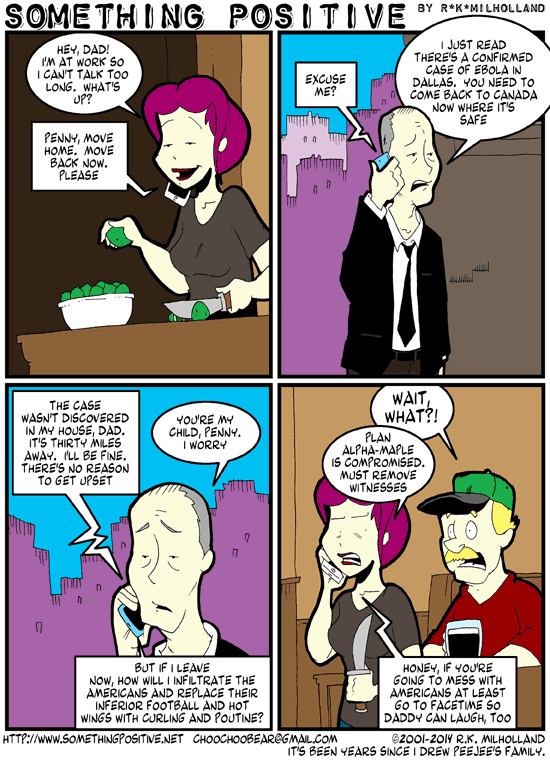 SOMETHING POSITIVE BY R*K*MILHOLLAND
HEY, DAD!
I'M AT WORK SO
I CAN'T TALK TOO
LONG. WHAT'S
UP?
PENNY, MOVE
HOME. MOVE
BACK NOW.
PLEASE
EXCUSE
ME?
I JUST READ
THERE'S A CONFIRMED
CASE OF EBOLA IN
DALLAS. YOU NEED TO
COME BACK TO CANADA
NOW WHERE IT'S
SAFE
THE CASE
WASN'T DISCOVERED
IN MY HOUSE, DAD.
IT'S THIRTY MILES
AWAY. I'LL BE FINE.
THERE'S NO REASON
TO GET UPSET
YOU'RE MY
CHILD, PENNY.
I WORRY
BUT IF I LEAVE
NOW, HOW WILL I INFILTRATE THE
AMERICANS AND REPLACE THEIR
INFERIOR FOOTBALL AND HOT
WINGS WITH CURLING AND POUTINE?
WAIT,
WHAT?!
PLAN
ALPHA-MAPLE
IS COMPROMISED.
MUST REMOVE
WITNESSES
HONEY, IF YOU'RE
GOING TO MESS WITH
AMERICANS AT LEAST
GO TO FACETIME SO
DADDY CAN LAUGH, TOO
HTTP://WWW.SOMETHINGPOSITIVE.NET CHOOCHOOBEAR@GMAIL.COM ©2001-2014 R.K. MILHOLLAND
IT'S BEEN YEARS SINCE I DREW PEEJEE'S FAMILY.